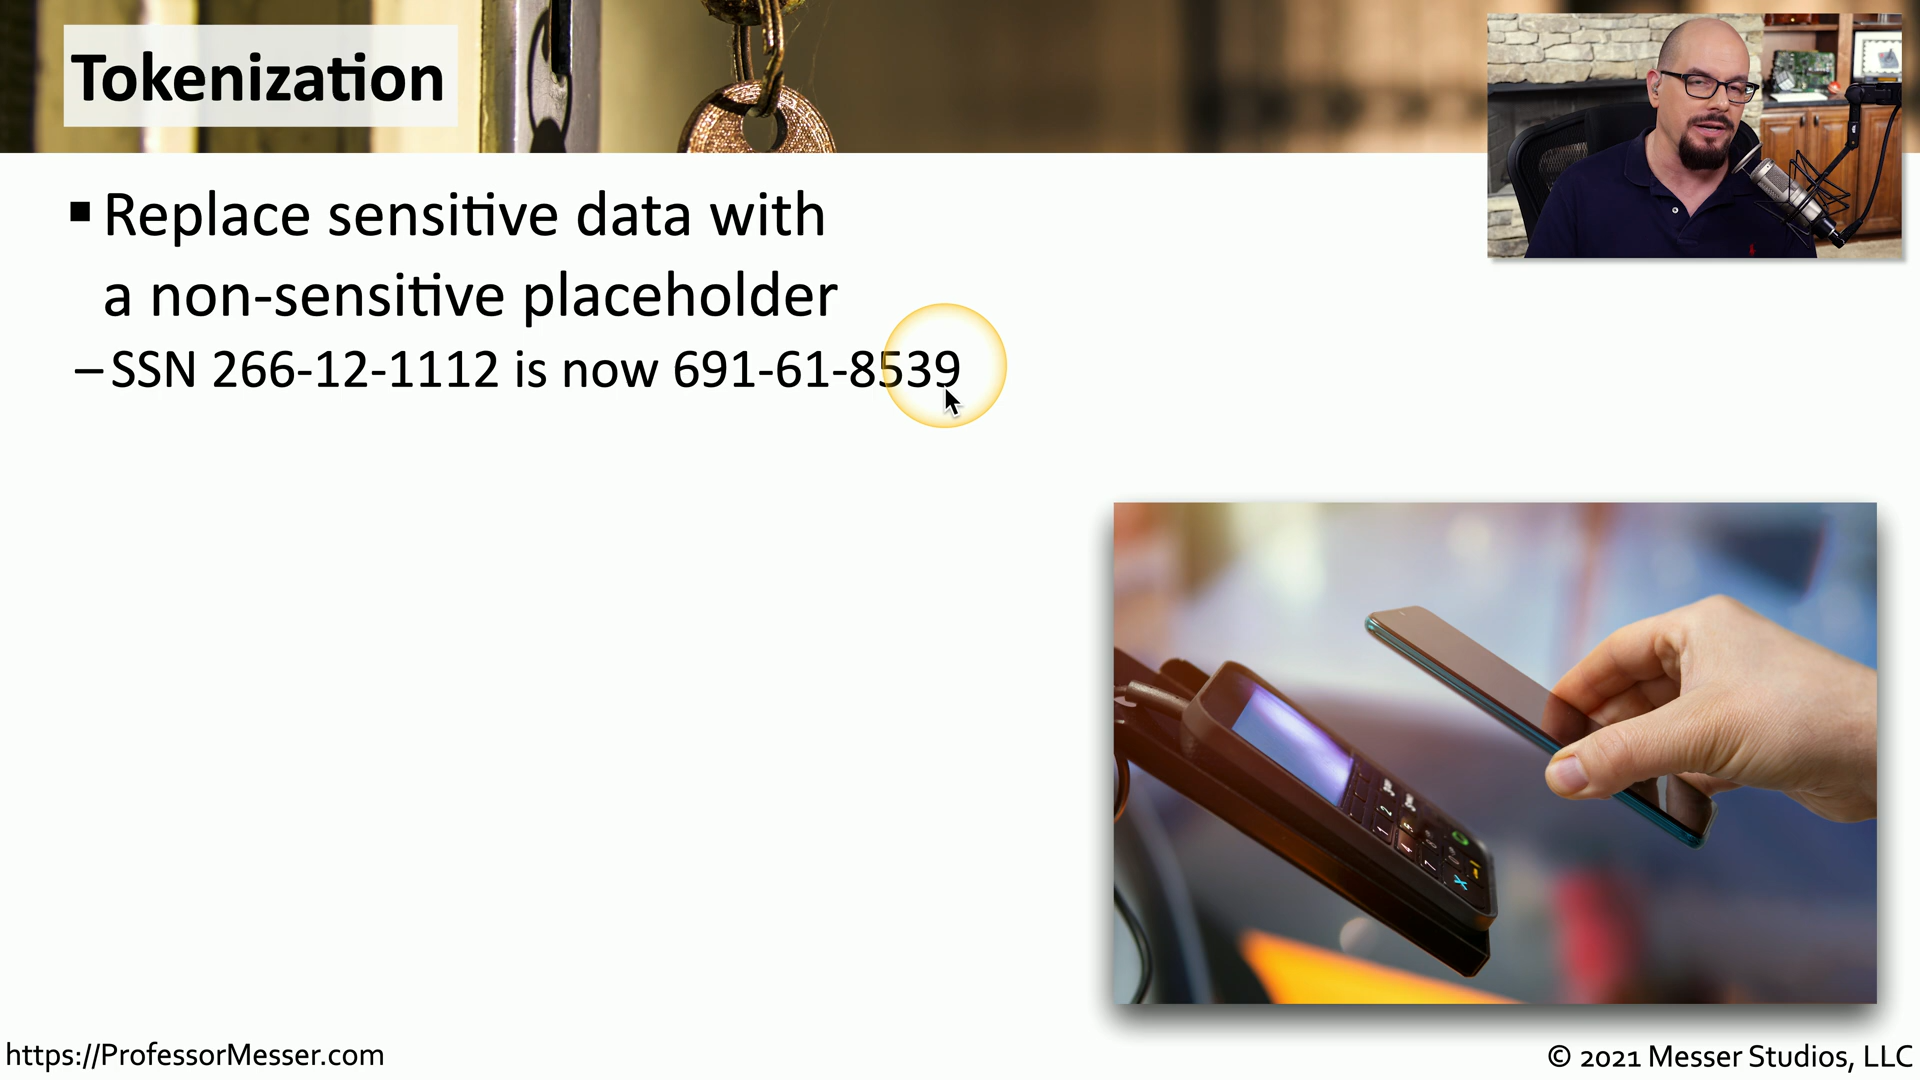 Tokenization
▪ Replace sensitive data with
a non-sensitive placeholder
– SSN 266-12-1112 is now 691-61-8539
https://ProfessorMesser.com
© 2021 Messer Studios, LLC